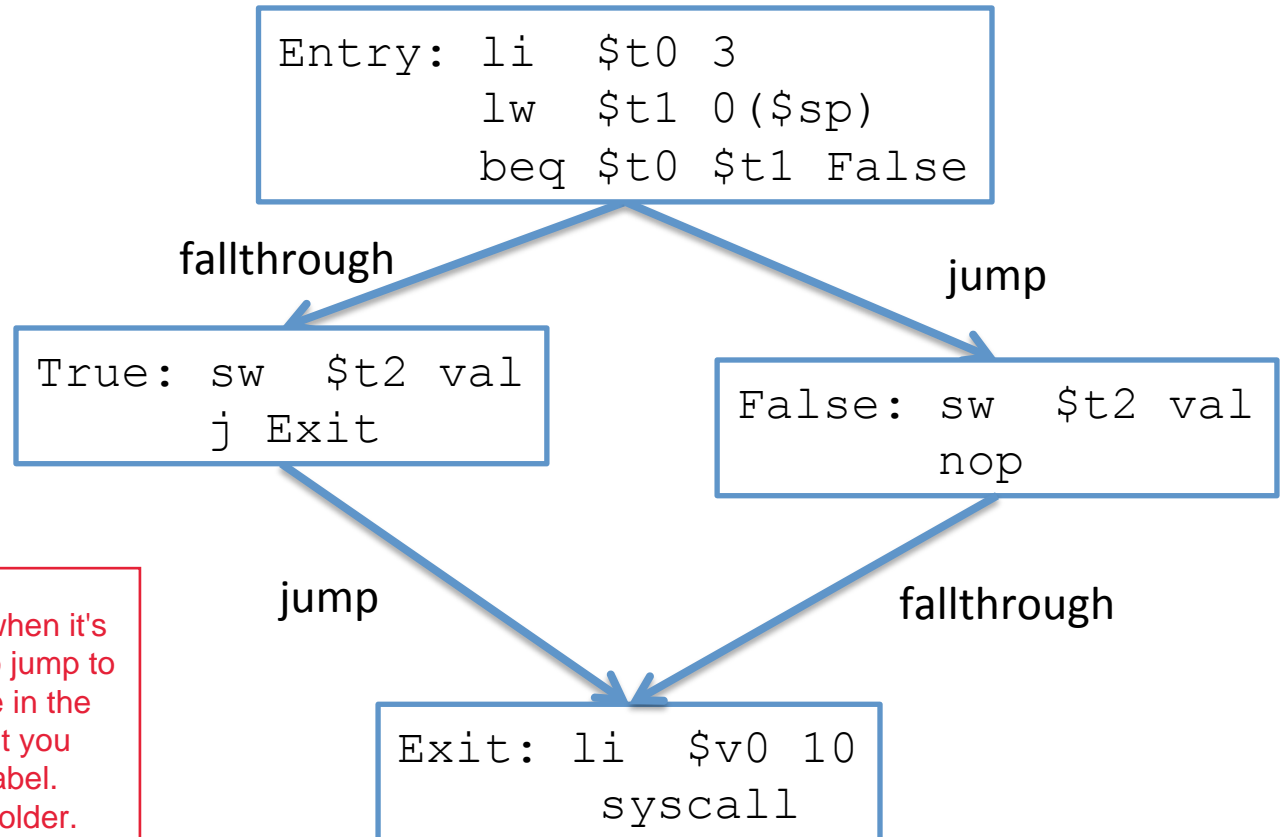 Entry: li $t0 3
lw $t1 0($sp)
beq $t0 $t1 False
fallthrough
jump
True: sw $t2 val
j Exit
False: sw $t2 val
nop
jump
fallthrough
when it's
jump to
in the
t you
abel.
older.
Exit: li $v0 10
syscall